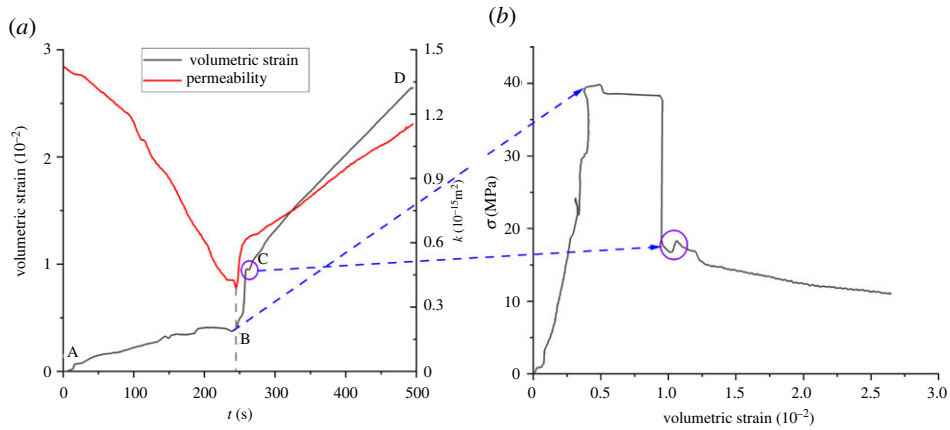 (a)
(b)
volumetric strain
permeability
3
2
1
0
volumetric strain (10⁻²)
1.5
1.2
0.9
0.6
0.3
0
k (10⁻¹⁵m²)
A
B
C
D
0
100
200
300
400
500
t (s)
40
30
20
10
0
σ (MPa)
0
0.5
1.0
1.5
2.0
2.5
3.0
volumetric strain (10⁻²)